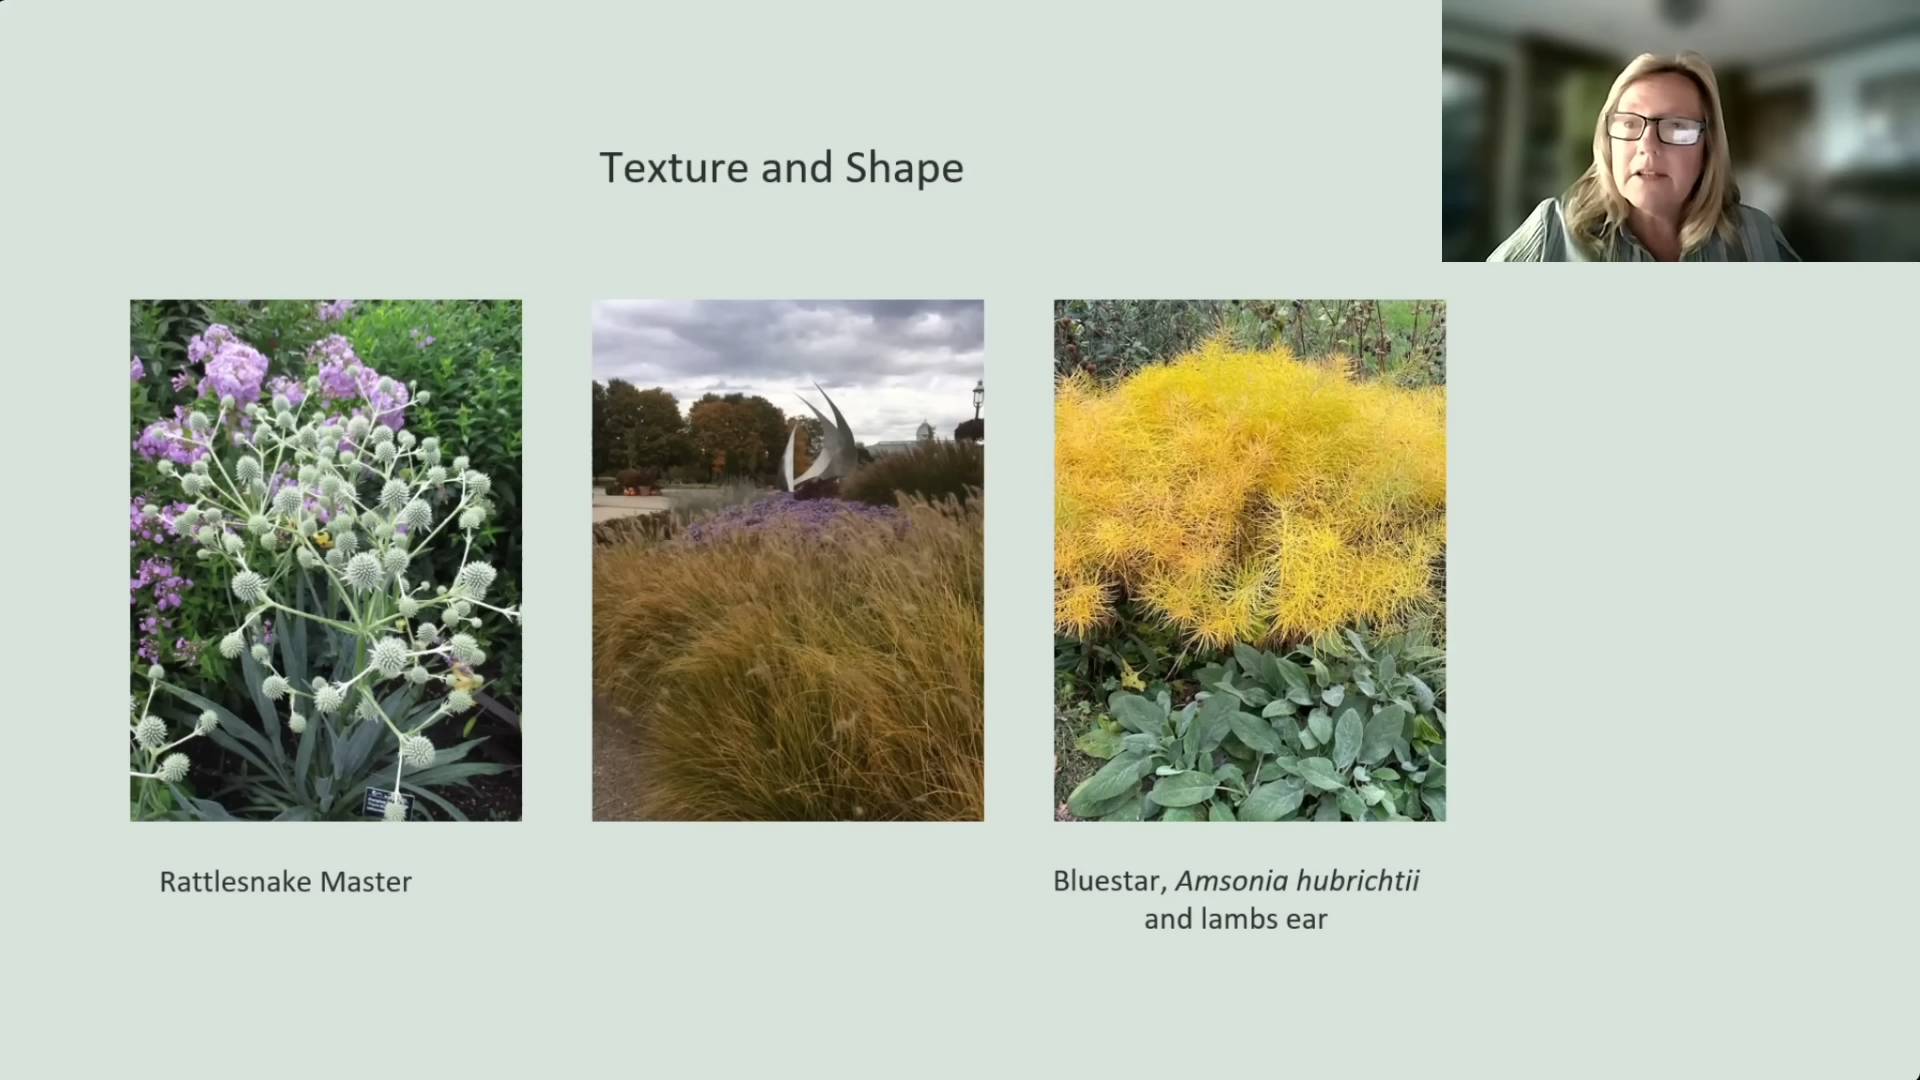 Texture and Shape
Rattlesnake Master
Bluestar, Amsonia hubrichtii
and lambs ear